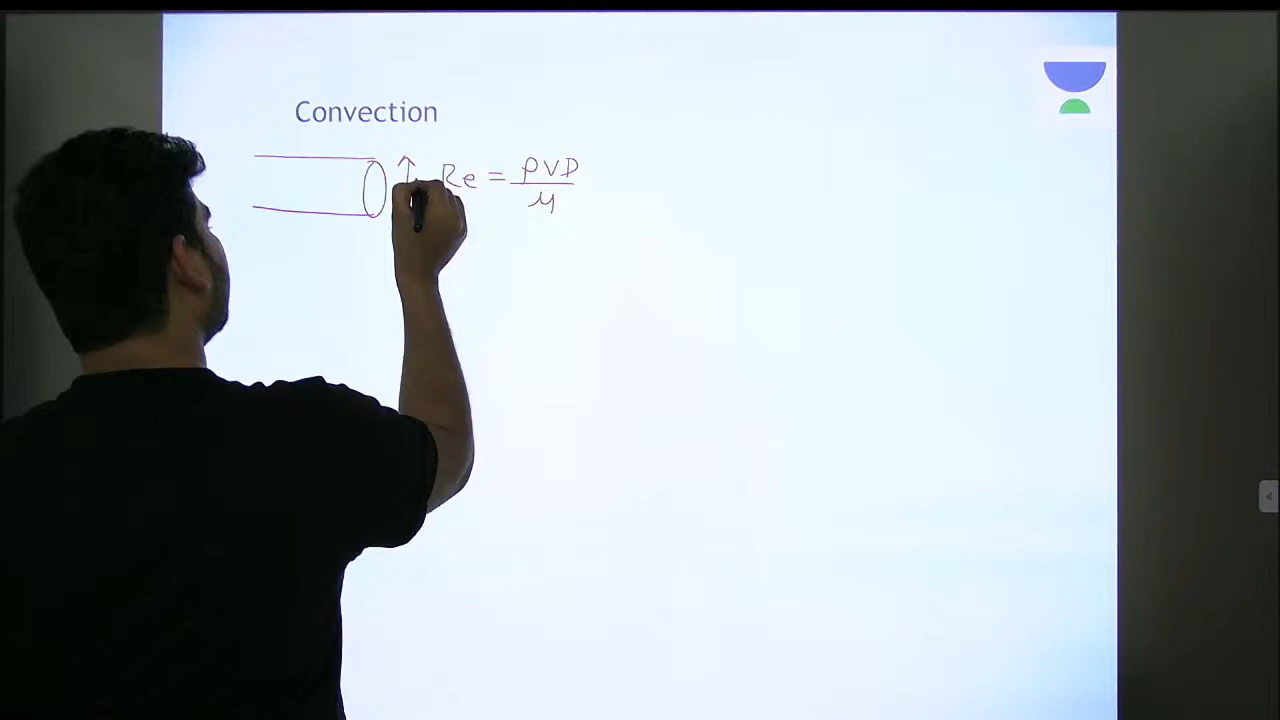 Convection
Re = ρVD
μ